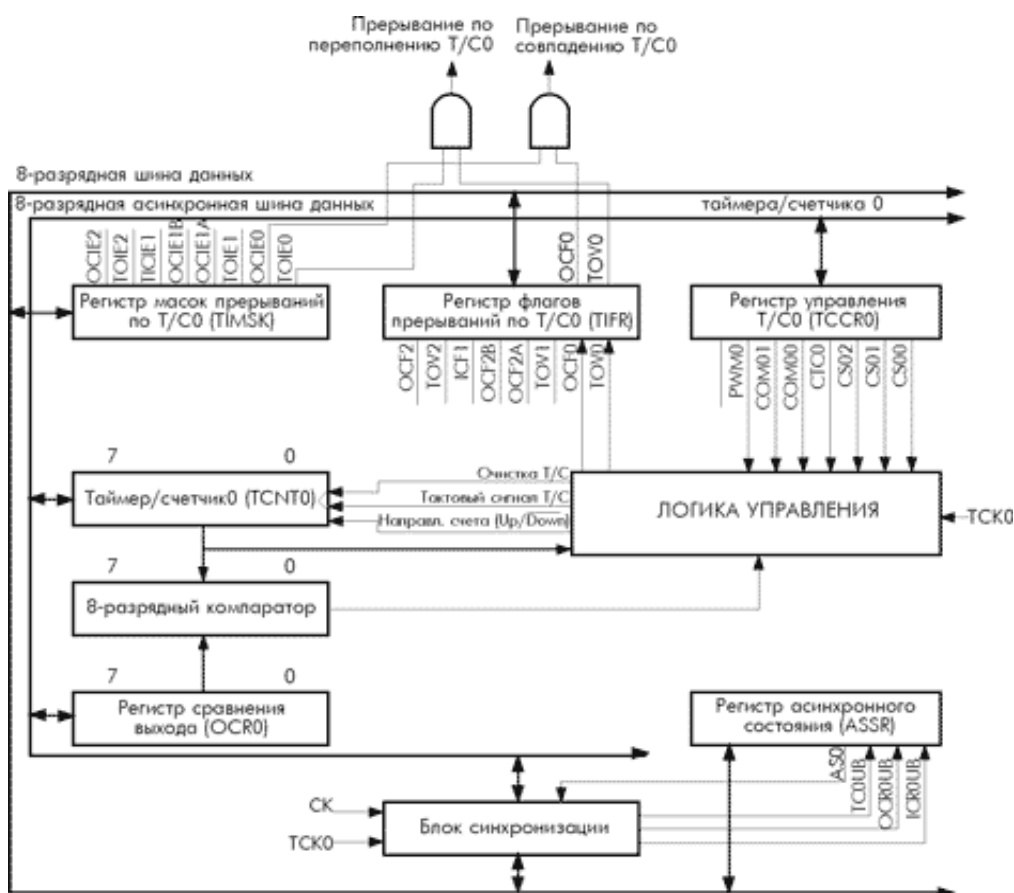 Прерывание по
переполнению Т/С0
Прерывание по
совпадению Т/С0
8-разрядная шина данных
8-разрядная асинхронная шина данных
таймера/счетчика 0
OCIE2
TOIE2
TICIE1
OCIE1B
OCIE1A
TOIE1
OCIE0
TOIE0
OCF0
TOV0
Регистр масок прерываний
по Т/С0 (TIMSK)
Регистр флагов
прерываний по Т/С0 (TIFR)
Регистр управления
Т/С0 (TCCR0)
OCF2
TOV2
ICF1
OCF2B
OCF2A
TOV1
OCF0
TOV0
PWM0
COM01
COM00
CTC0
CS02
CS01
CS00
7 0
Таймер/счетчик0 (TCNT0)
Очистка Т/С
Тактовый сигнал Т/С
Направл. счета (Up/Down)
ЛОГИКА УПРАВЛЕНИЯ
TCK0
7 0
8-разрядный компаратор
7 0
Регистр сравнения
выхода (OCR0)
Регистр асинхронного
состояния (ASSR)
AS0
TC0UB
OCR0UB
ICR0UB
CK
TCK0
Блок синхронизации